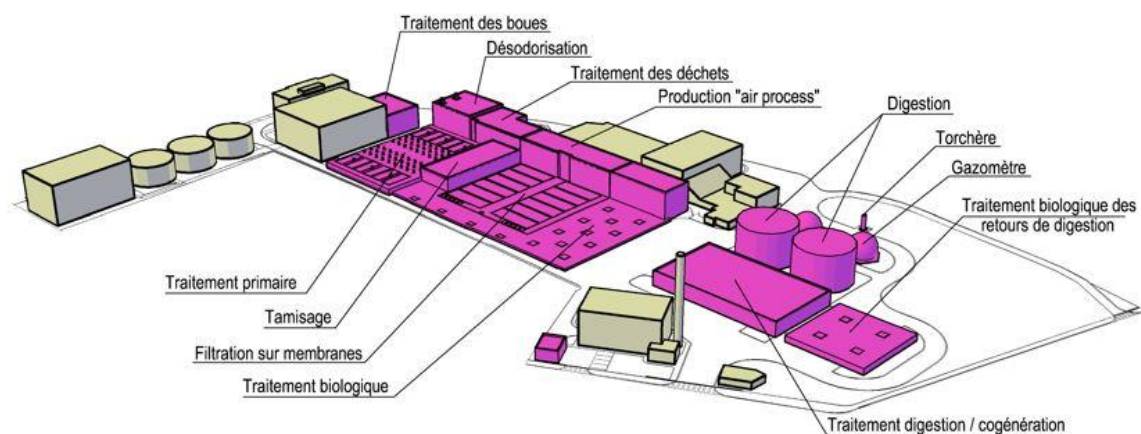 Traitement des boues
Désodorisation
Traitement des déchets
Production "air process"
Digestion
Torchère
Gazomètre
Traitement biologique des
retours de digestion
Traitement primaire
Tamisage
Filtration sur membranes
Traitement biologique
Traitement digestion / cogénération